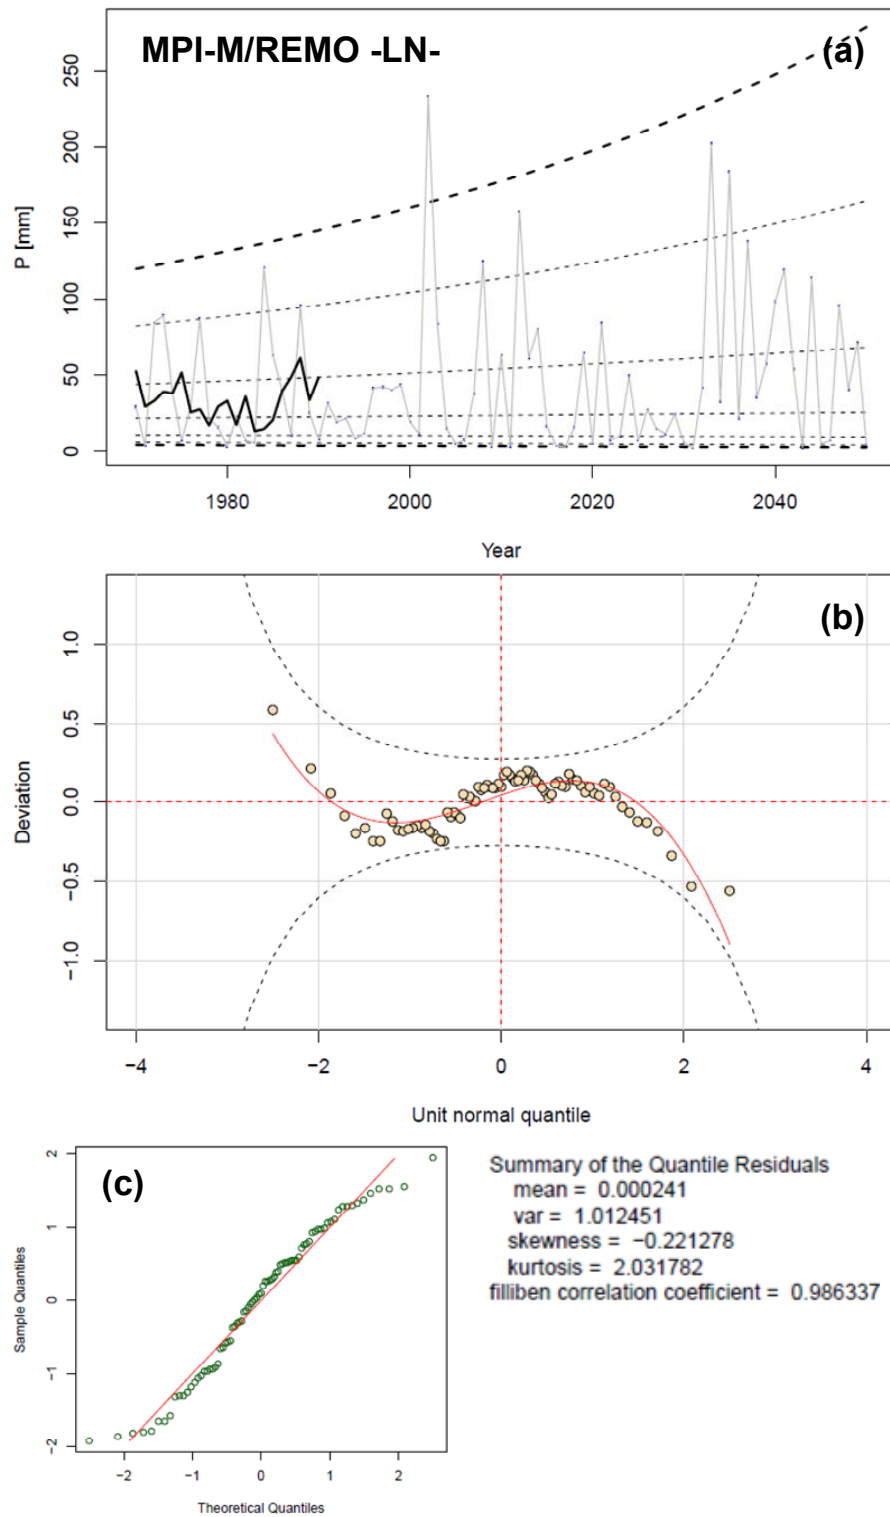 MPI-M/REMO -LN-
(a)
250
200
150
100
50
0
P [mm]
1980 2000 2020 2040
Year
(b)
1.0
0.5
0.0
−0.5
−1.0
Deviation
−4 −2 0 2 4
Unit normal quantile
(c)
2
1
0
−1
−2
Sample Quantiles
−2 −1 0 1 2
Theoretical Quantiles
Summary of the Quantile Residuals
mean = 0.000241
var = 1.012451
skewness = −0.221278
kurtosis = 2.031782
filliben correlation coefficient = 0.986337